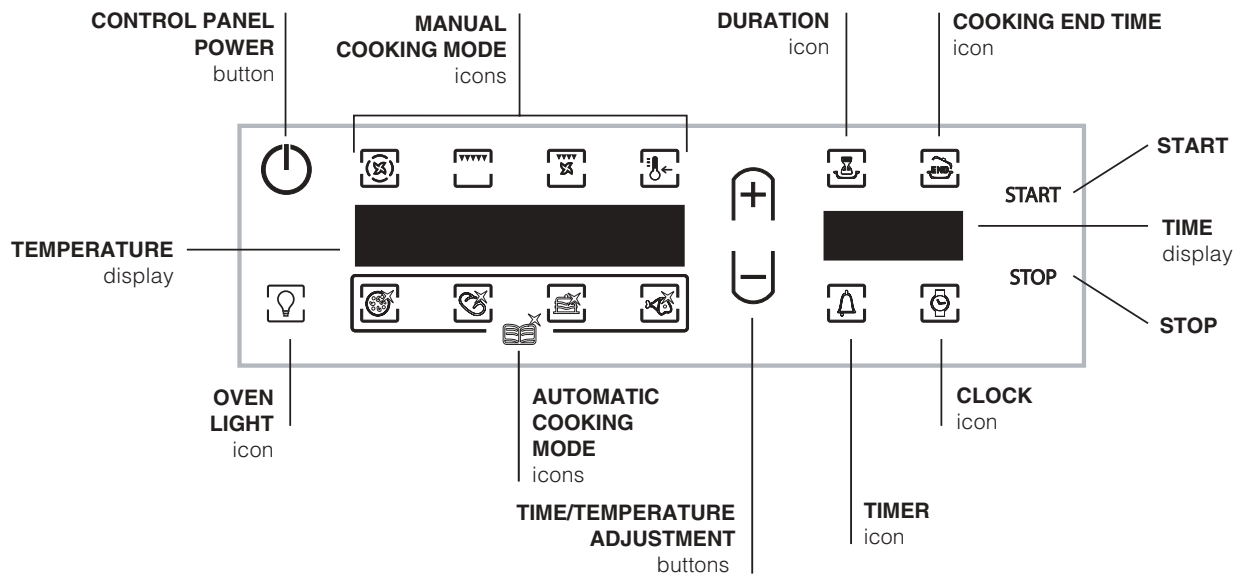 CONTROL PANEL
POWER
button
MANUAL
COOKING MODE
icons
DURATION
icon
COOKING END TIME
icon
START
START
END
TEMPERATURE
display
TIME
display
STOP
STOP
OVEN
LIGHT
icon
AUTOMATIC
COOKING
MODE
icons
TIME/TEMPERATURE
ADJUSTMENT
buttons
TIMER
icon
CLOCK
icon